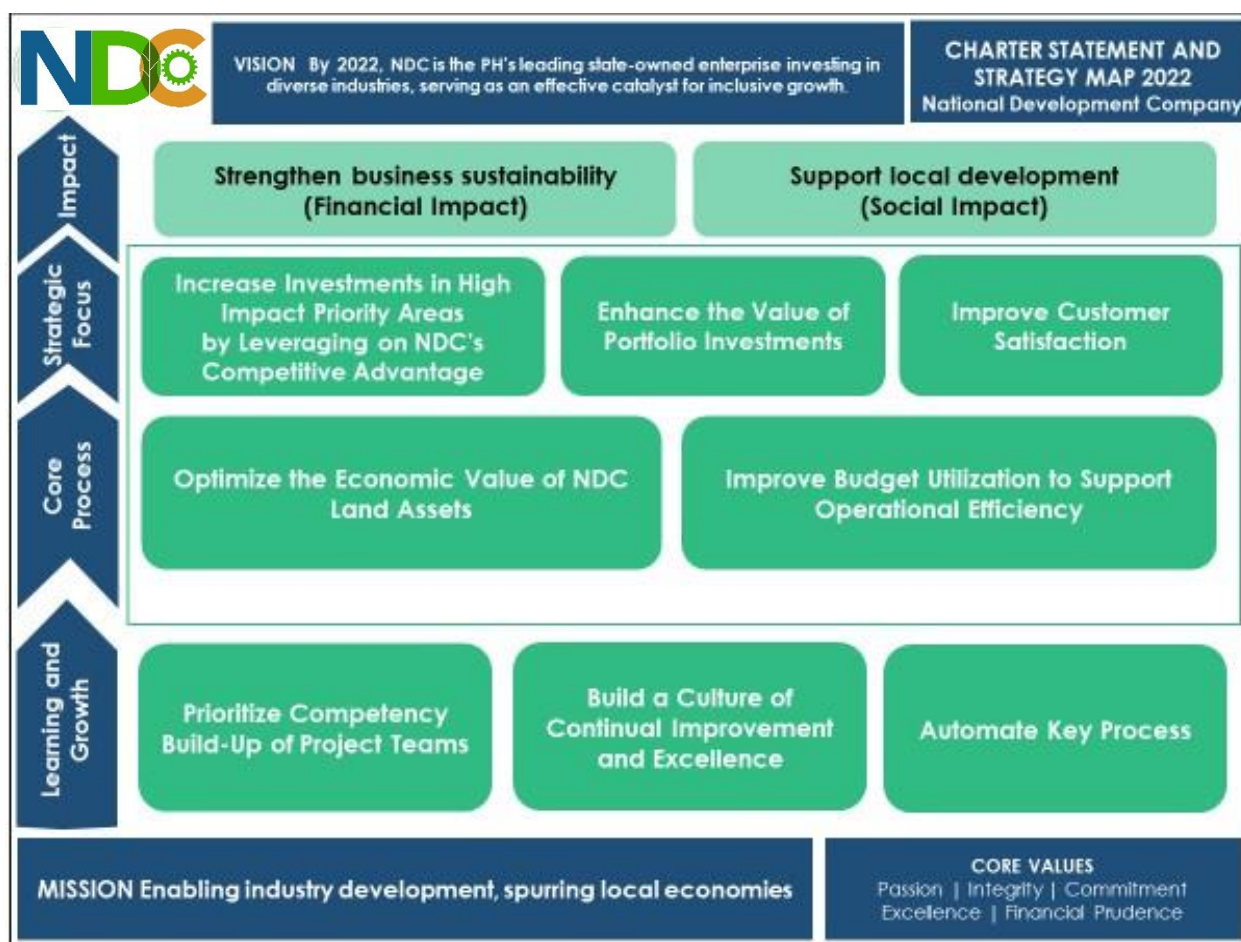 NDC
VISION By 2022, NDC is the PH's leading state-owned enterprise investing in
diverse industries, serving as an effective catalyst for inclusive growth.
CHARTER STATEMENT AND
STRATEGY MAP 2022
National Development Company
Impact
Strengthen business sustainability
(Financial Impact)
Support local development
(Social Impact)
Strategic
Focus
Increase Investments in High
Impact Priority Areas
by Leveraging on NDC's
Competitive Advantage
Enhance the Value of
Portfolio Investments
Improve Customer
Satisfaction
Core
Process
Optimize the Economic Value of NDC
Land Assets
Improve Budget Utilization to Support
Operational Efficiency
Learning and
Growth
Prioritize Competency
Build-Up of Project Teams
Build a Culture of
Continual Improvement
and Excellence
Automate Key Process
MISSION Enabling industry development, spurring local economies
CORE VALUES
Passion | Integrity | Commitment
Excellence | Financial Prudence